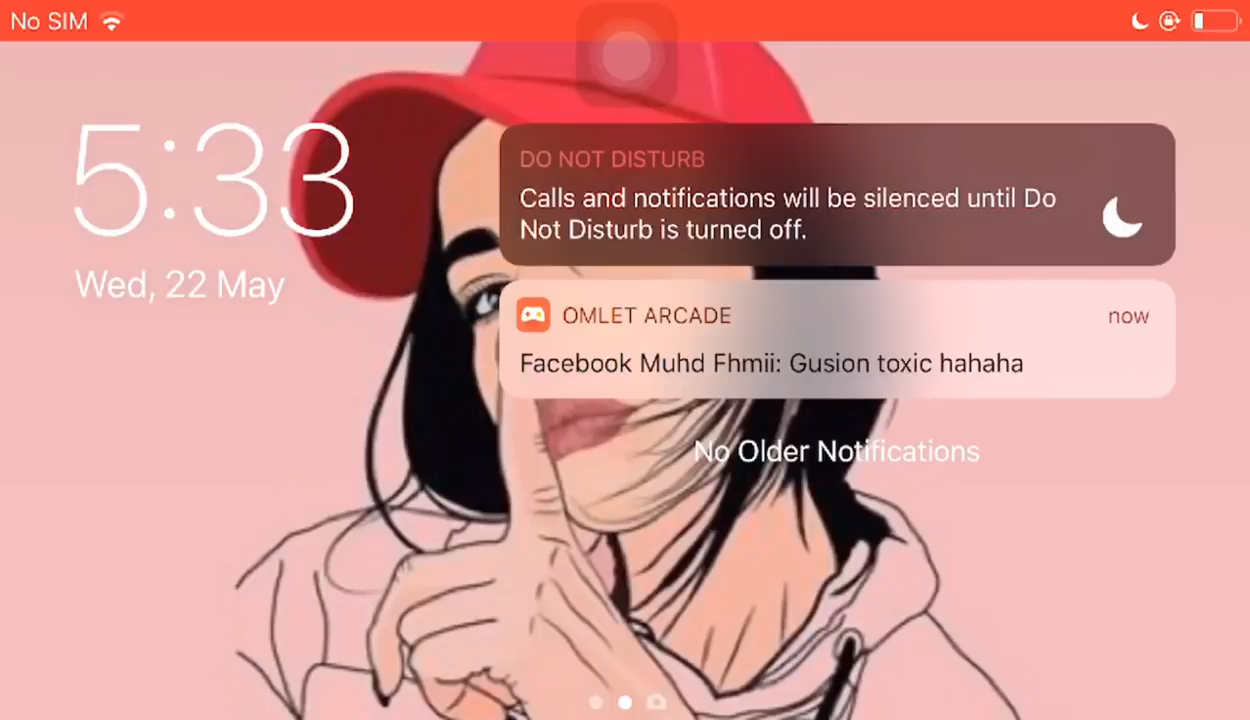 No SIM
5:33
Wed, 22 May
DO NOT DISTURB
Calls and notifications will be silenced until Do
Not Disturb is turned off.
OMLET ARCADE now
Facebook Muhd Fhmii: Gusion toxic hahaha
No Older Notifications